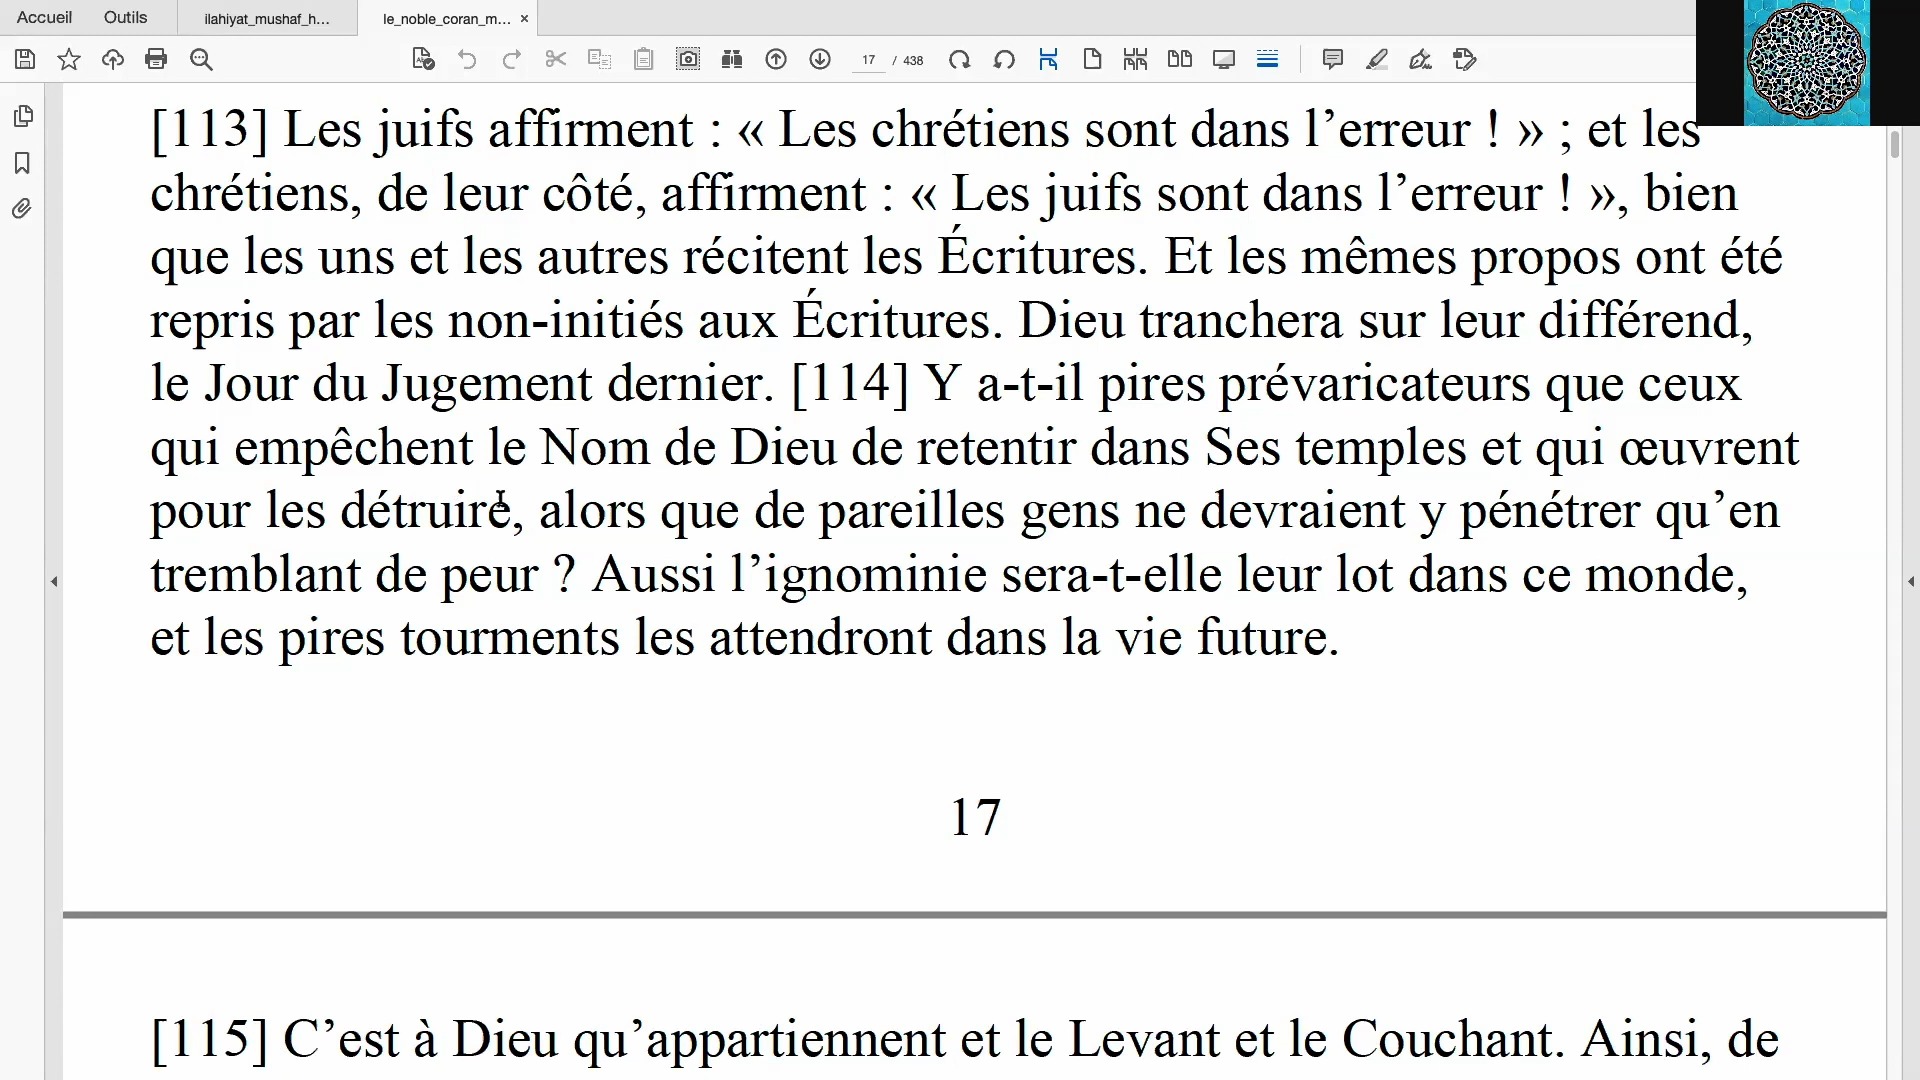 Accueil Outils ilahiyat_mushaf_h... le_noble_coran_m... ×
17 / 438
[113] Les juifs affirment : « Les chrétiens sont dans l’erreur ! » ; et les
chrétiens, de leur côté, affirment : « Les juifs sont dans l’erreur ! », bien
que les uns et les autres récitent les Écritures. Et les mêmes propos ont été
repris par les non-initiés aux Écritures. Dieu tranchera sur leur différend,
le Jour du Jugement dernier. [114] Y a-t-il pires prévaricateurs que ceux
qui empêchent le Nom de Dieu de retentir dans Ses temples et qui œuvrent
pour les détruire, alors que de pareilles gens ne devraient y pénétrer qu’en
tremblant de peur ? Aussi l’ignominie sera-t-elle leur lot dans ce monde,
et les pires tourments les attendront dans la vie future.
17
[115] C’est à Dieu qu’appartiennent et le Levant et le Couchant. Ainsi, de